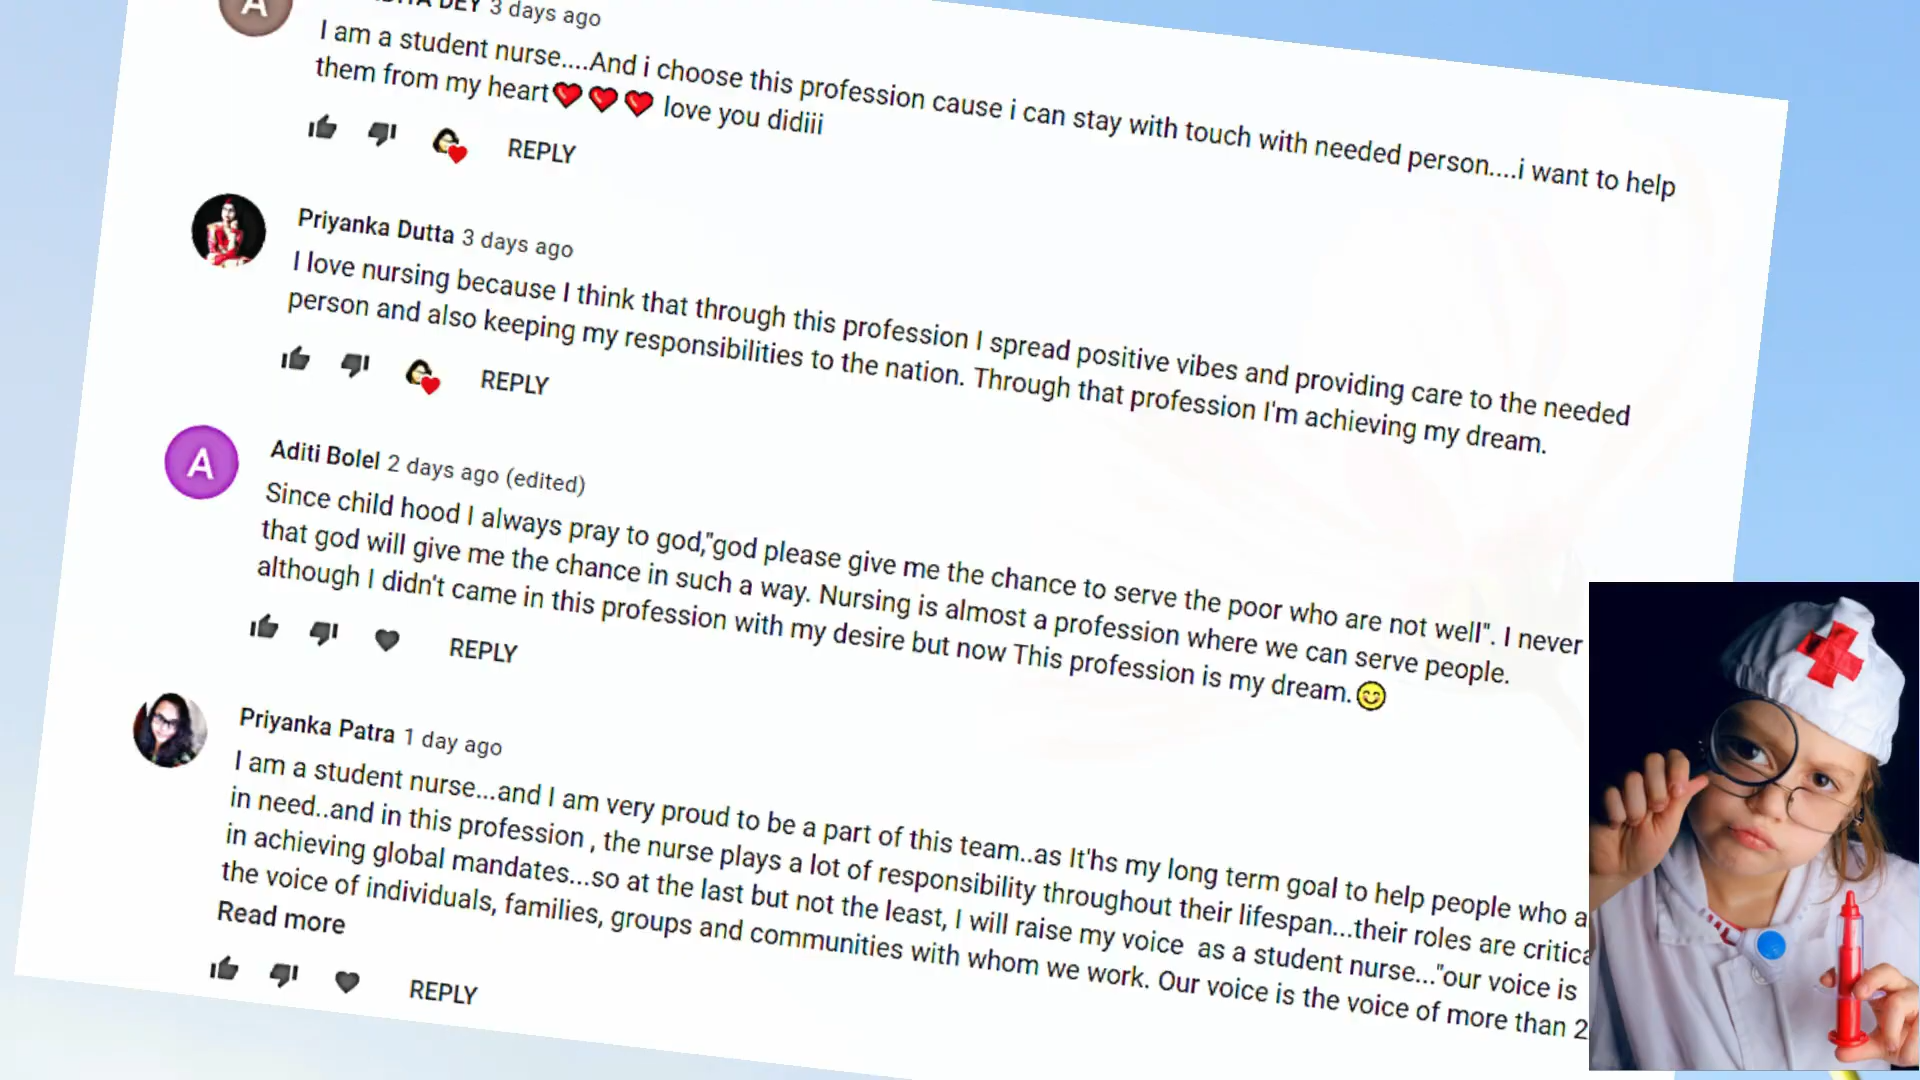 DEY 3 days ago
I am a student nurse....And i choose this profession cause i can stay with touch with needed person....i want to help
them from my heart❤❤❤ love you didiii
REPLY
Priyanka Dutta 3 days ago
I love nursing because I think that through this profession I spread positive vibes and providing care to the needed
person and also keeping my responsibilities to the nation. Through that profession I'm achieving my dream.
REPLY
A
Aditi Bolel 2 days ago (edited)
Since child hood I always pray to god,"god please give me the chance to serve the poor who are not well". I never
that god will give me the chance in such a way. Nursing is almost a profession where we can serve people.
although I didn't came in this profession with my desire but now This profession is my dream.😊
REPLY
Priyanka Patra 1 day ago
I am a student nurse...and I am very proud to be a part of this team..as It'hs my long term goal to help people who a
in need..and in this profession , the nurse plays a lot of responsibility throughout their lifespan...their roles are critica
in achieving global mandates...so at the last but not the least, I will raise my voice as a student nurse..."our voice is
the voice of individuals, families, groups and communities with whom we work. Our voice is the voice of more than 2
Read more
REPLY